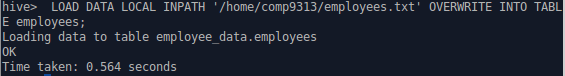 hive>  LOAD DATA LOCAL INPATH '/home/comp9313/employees.txt' OVERWRITE INTO TABL
E employees;
Loading data to table employee_data.employees
OK
Time taken: 0.564 seconds